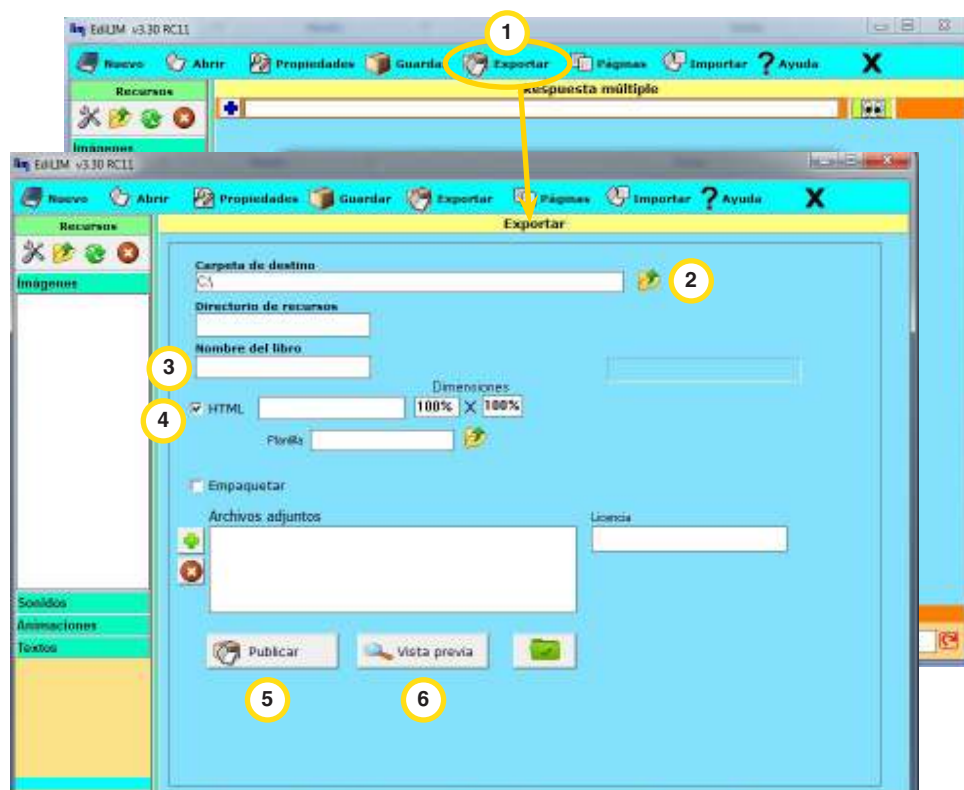 EdiLIM v3.30 RC11
1
Nuevo Abrir Propiedades Guardar Exportar Páginas Importar ? Ayuda X
Recursos
Respuesta múltiple
Imágenes
EdiLIM v3.30 RC11
Nuevo Abrir Propiedades Guardar Exportar Páginas Importar ? Ayuda X
Recursos
Exportar
Imágenes
Carpeta de destino
C:\
2
Directorio de recursos
Nombre del libro
3
Dimensiones
4
HTML 100% X 100%
Planilla
Empaquetar
Archivos adjuntos
Licencia
Sonidos
Animaciones
Textos
Publicar
Vista previa
5
6